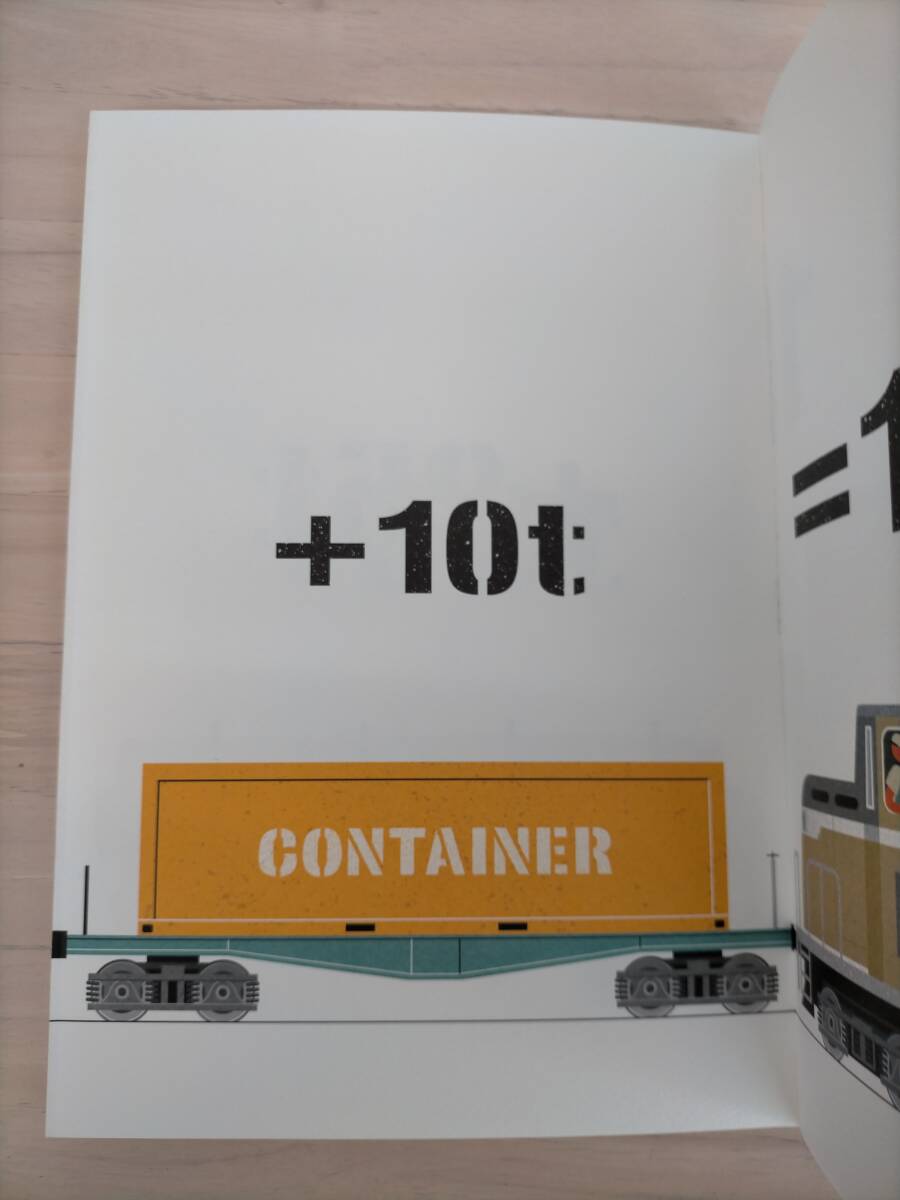 +10t
=1
CONTAINER